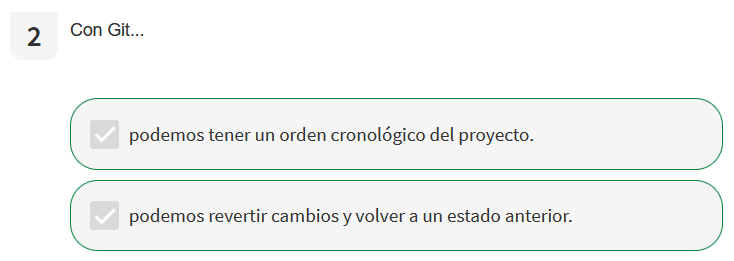 2
Con Git...
podemos tener un orden cronológico del proyecto.
podemos revertir cambios y volver a un estado anterior.